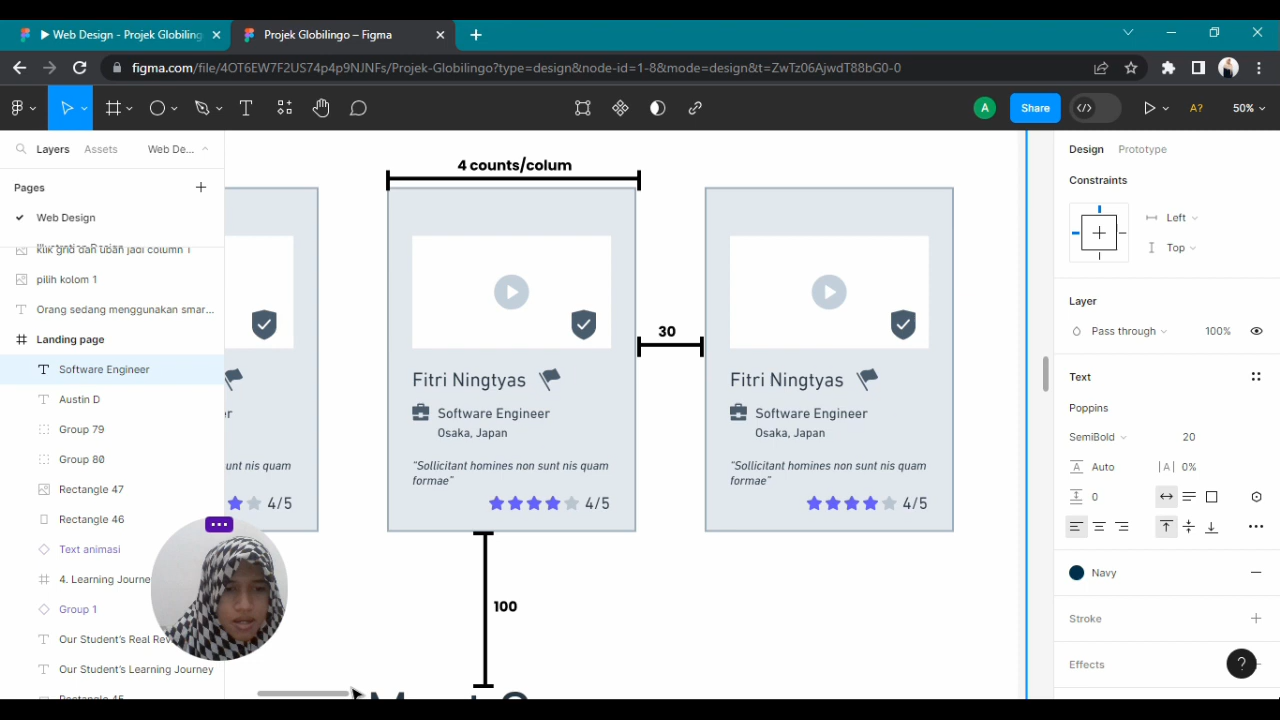 ▶ Web Design - Projek Globiling
Projek Globilingo – Figma
figma.com/file/4OT6EW7F2US74p4p9NJNFs/Projek-Globilingo?type=design&node-id=1-8&mode=design&t=ZwTz06AjwdT88bG0-0
A
Share
A?
50%
Layers
Assets
Web De...
Pages
Web Design
klik grid dan ubah jadi column 1
pilih kolom 1
Orang sedang menggunakan smar...
Landing page
Software Engineer
Austin D
Group 79
Group 80
Rectangle 47
Rectangle 46
Text animasi
4. Learning Journe
Group 1
Our Student's Real Rev
Our Student's Learning Journey
4 counts/colum
30
100
unt nis quam
4/5
Fitri Ningtyas
Software Engineer
Osaka, Japan
"Sollicitant homines non sunt nis quam
formae"
4/5
Fitri Ningtyas
Software Engineer
Osaka, Japan
"Sollicitant homines non sunt nis quam
formae"
4/5
Design
Prototype
Constraints
Left
Top
Layer
Pass through
100%
Text
Poppins
SemiBold
20
Auto
0%
0
Navy
Stroke
Effects
?